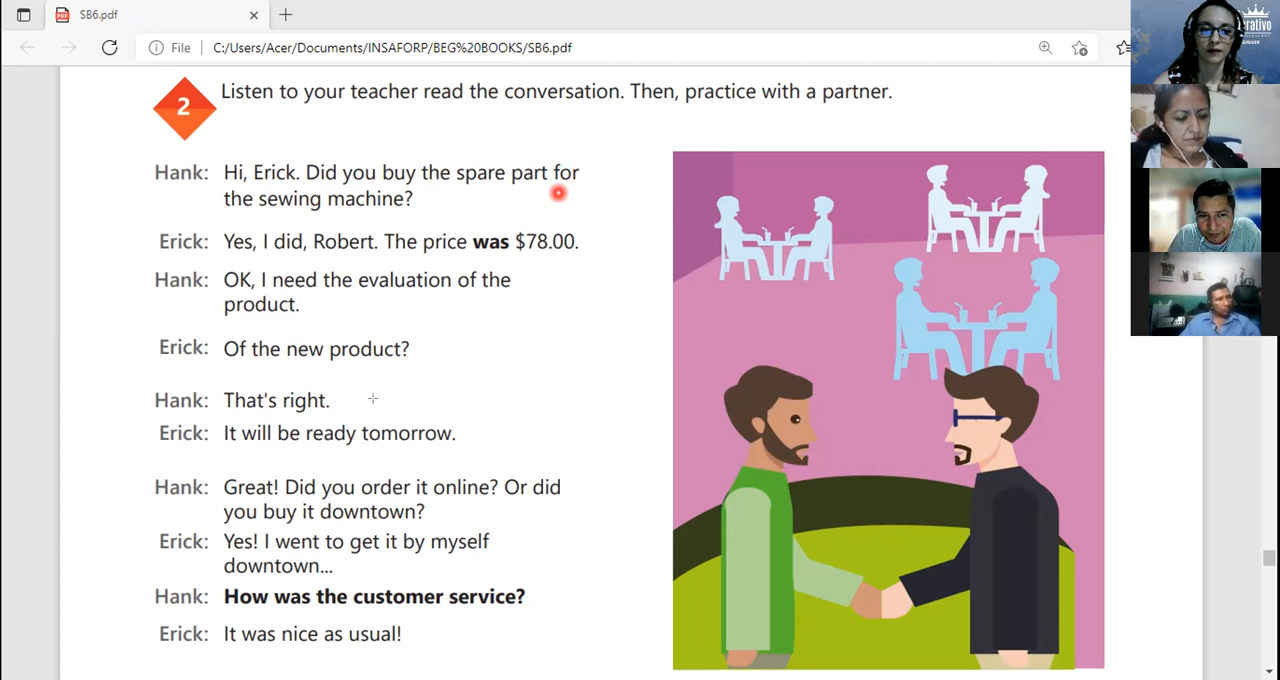 SB6.pdf
File
C:/Users/Acer/Documents/INSAFORP/BEG%20BOOKS/SB6.pdf
2
Listen to your teacher read the conversation. Then, practice with a partner.
Hank: Hi, Erick. Did you buy the spare part for
the sewing machine?
Erick: Yes, I did, Robert. The price was $78.00.
Hank: OK, I need the evaluation of the
product.
Erick: Of the new product?
Hank: That's right.
Erick: It will be ready tomorrow.
Hank: Great! Did you order it online? Or did
you buy it downtown?
Erick: Yes! I went to get it by myself
downtown...
Hank: How was the customer service?
Erick: It was nice as usual!